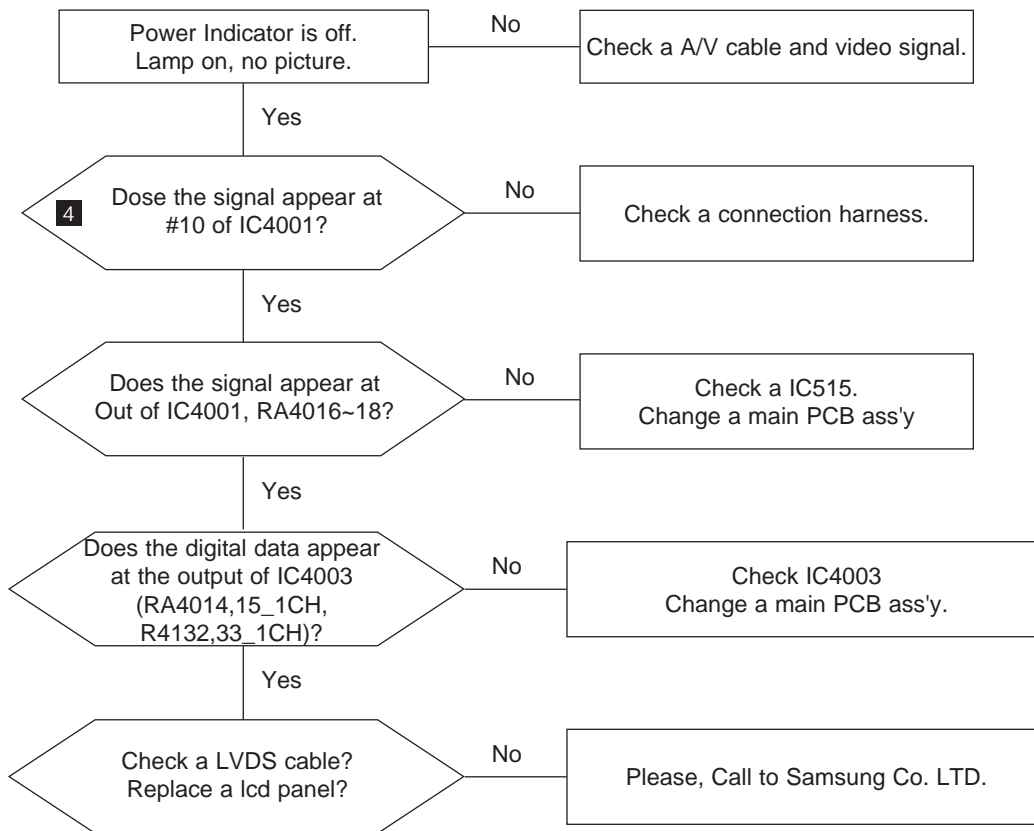 Power Indicator is off.
Lamp on, no picture.
No
Check a A/V cable and video signal.
Yes
4
Dose the signal appear at
#10 of IC4001?
No
Check a connection harness.
Yes
Does the signal appear at
Out of IC4001, RA4016~18?
No
Check a IC515.
Change a main PCB ass'y
Yes
Does the digital data appear
at the output of IC4003
(RA4014,15_1CH,
R4132,33_1CH)?
No
Check IC4003
Change a main PCB ass'y.
Yes
Check a LVDS cable?
Replace a lcd panel?
No
Please, Call to Samsung Co. LTD.